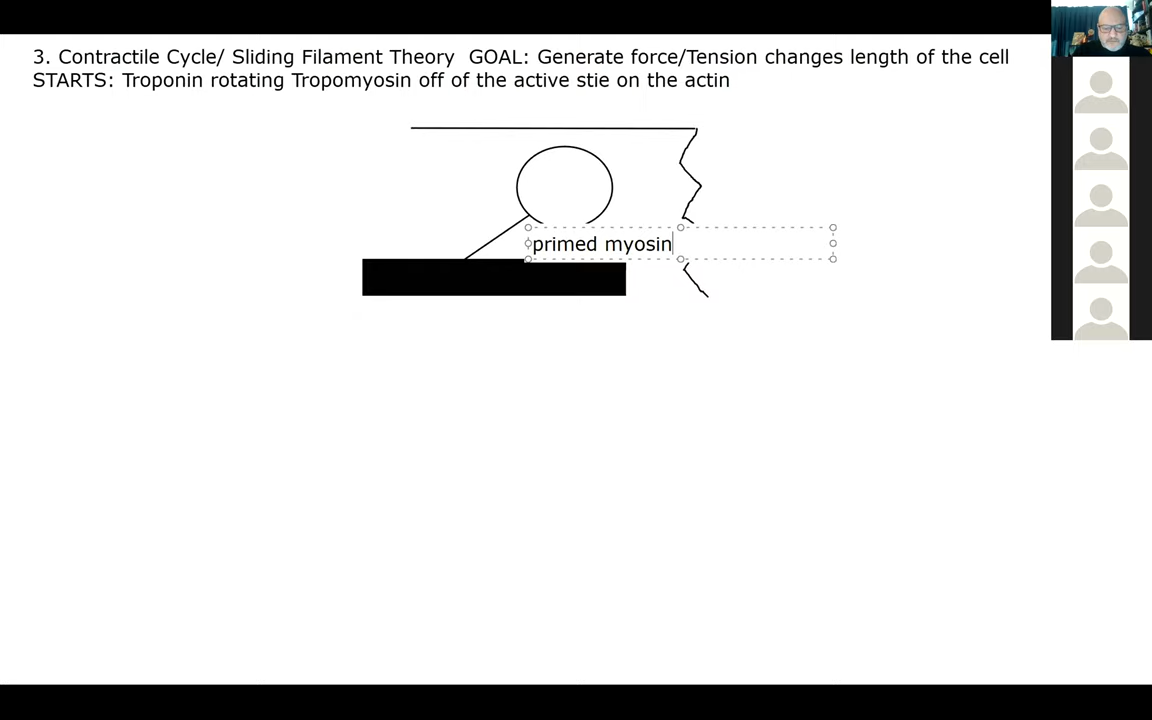 3. Contractile Cycle/ Sliding Filament Theory  GOAL: Generate force/Tension changes length of the cell
STARTS: Troponin rotating Tropomyosin off of the active stie on the actin
primed myosin